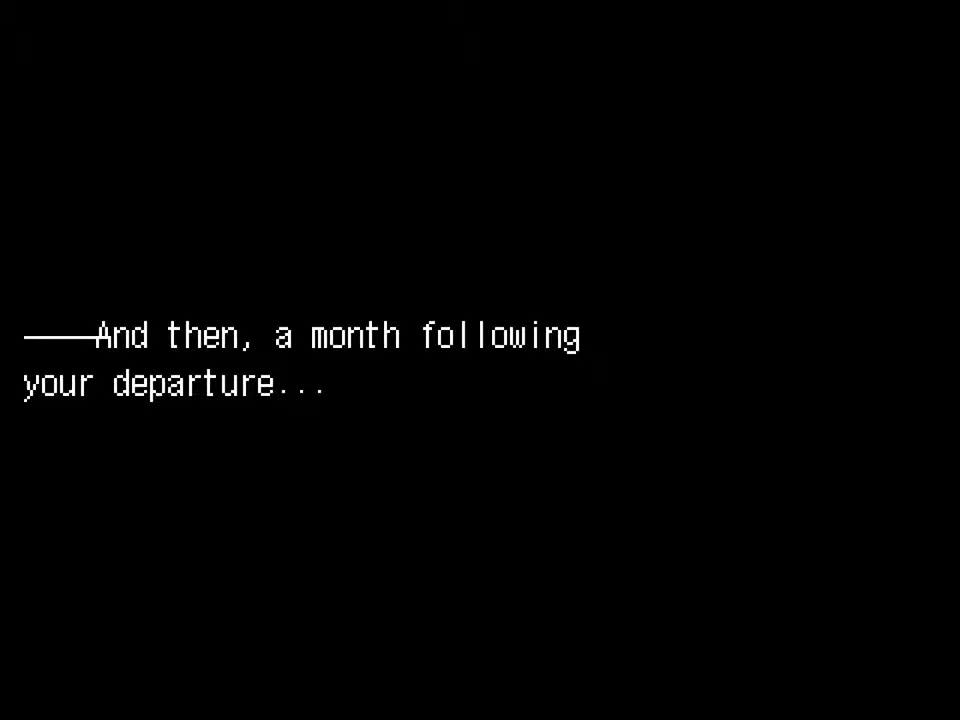 ————And then, a month following
your departure...